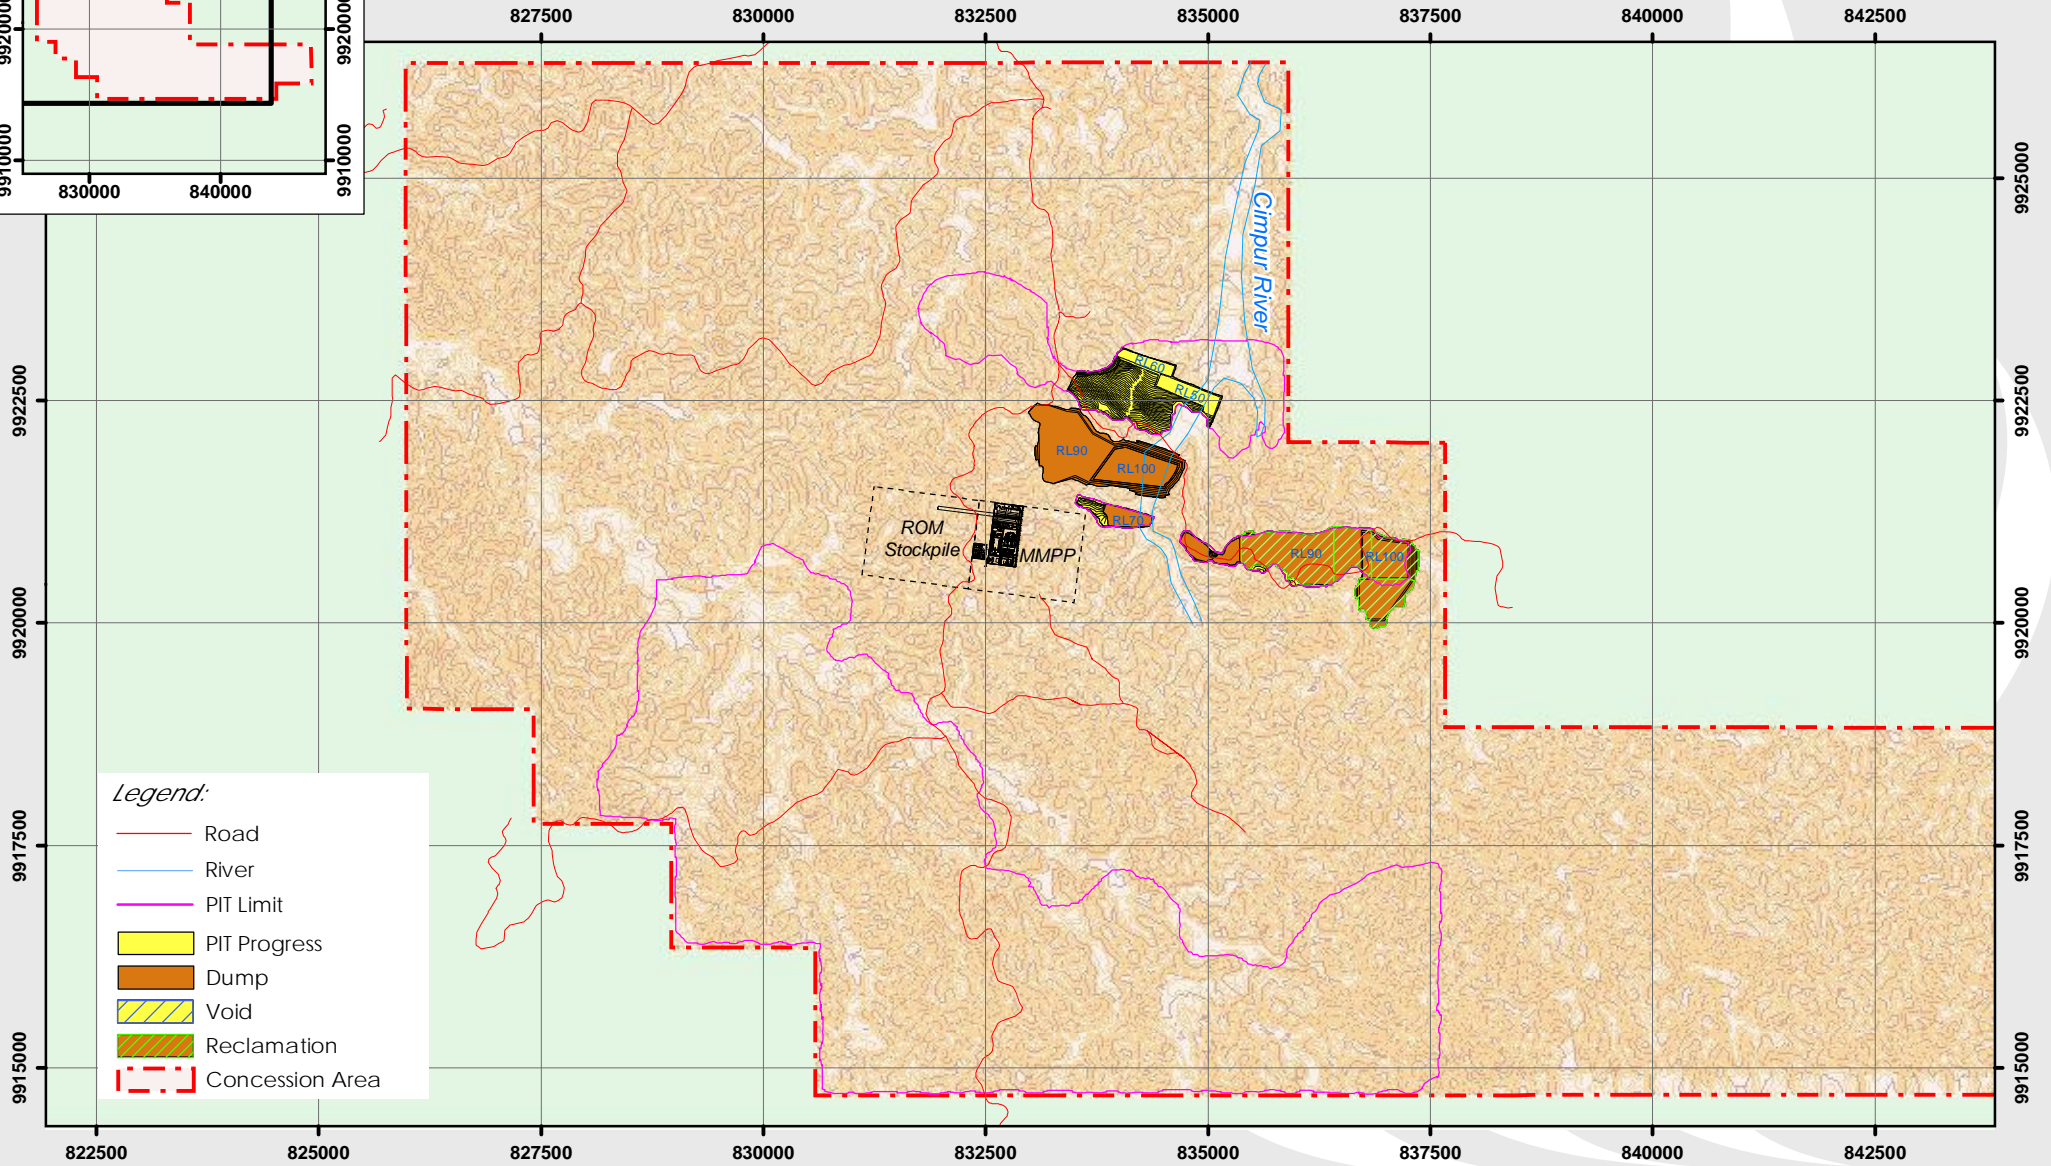 827500 830000 832500 835000 837500 840000 842500
9920000 9920000
9910000 9910000
830000 840000
9925000
9922500 9922500
9920000 9920000
9917500 9917500
9915000 9915000
Cimpur River
RL60
RL50
RL90
RL100
RL70
RL90
RL100
ROM
Stockpile
MMPP
Legend:
Road
River
PIT Limit
PIT Progress
Dump
Void
Reclamation
Concession Area
822500 825000 827500 830000 832500 835000 837500 840000 842500